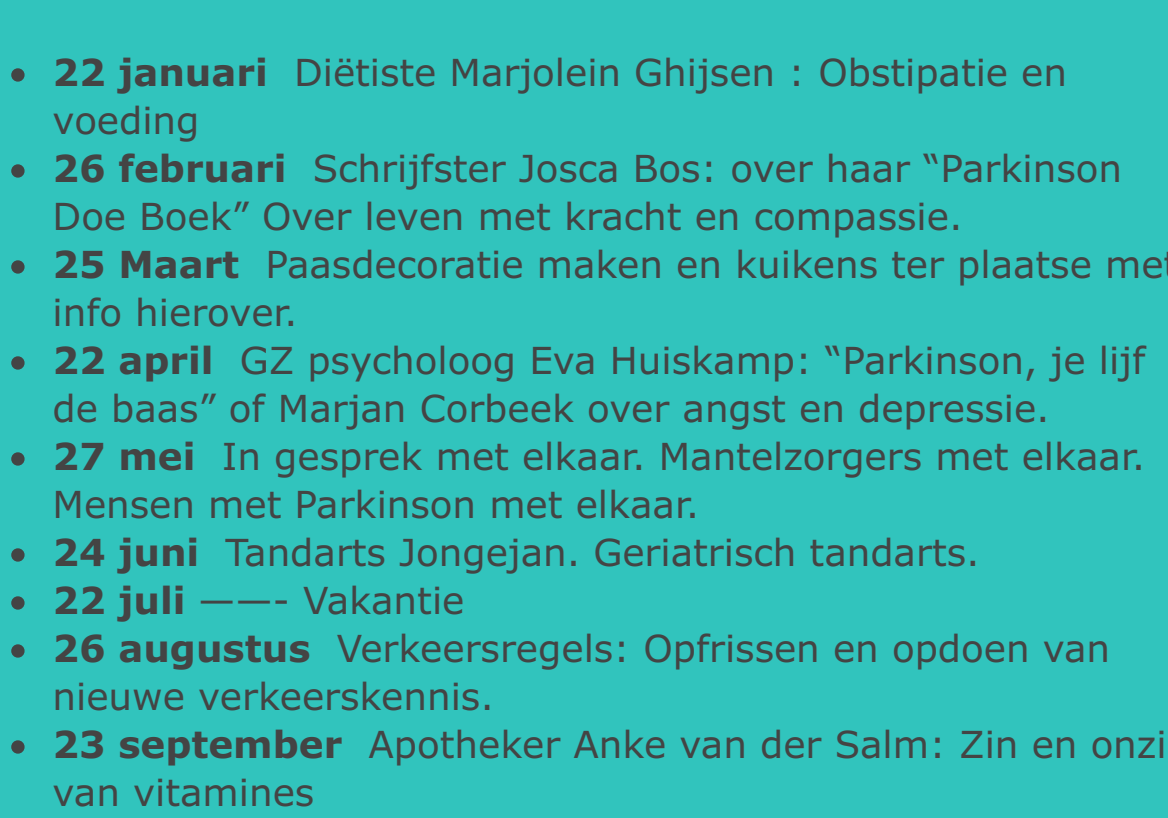 • 22 januari  Diëtiste Marjolein Ghijsen : Obstipatie en
voeding
• 26 februari  Schrijfster Josca Bos: over haar “Parkinson
Doe Boek” Over leven met kracht en compassie.
• 25 Maart  Paasdecoratie maken en kuikens ter plaatse met
info hierover.
• 22 april  GZ psycholoog Eva Huiskamp: “Parkinson, je lijf
de baas” of Marjan Corbeek over angst en depressie.
• 27 mei  In gesprek met elkaar. Mantelzorgers met elkaar.
Mensen met Parkinson met elkaar.
• 24 juni  Tandarts Jongejan. Geriatrisch tandarts.
• 22 juli ——- Vakantie
• 26 augustus  Verkeersregels: Opfrissen en opdoen van
nieuwe verkeerskennis.
• 23 september  Apotheker Anke van der Salm: Zin en onzi
van vitamines